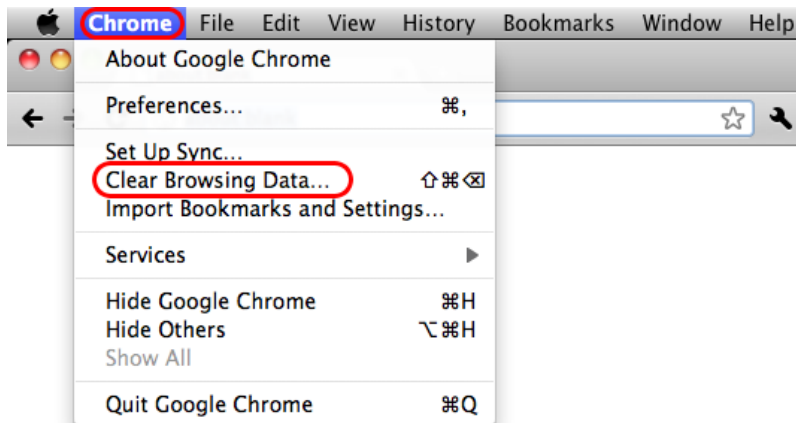 Chrome File Edit View History Bookmarks Window Help
About Google Chrome
Preferences... ⌘,
Set Up Sync...
Clear Browsing Data... ⇧⌘⌫
Import Bookmarks and Settings...
Services ▶
Hide Google Chrome ⌘H
Hide Others ⌥⌘H
Show All
Quit Google Chrome ⌘Q